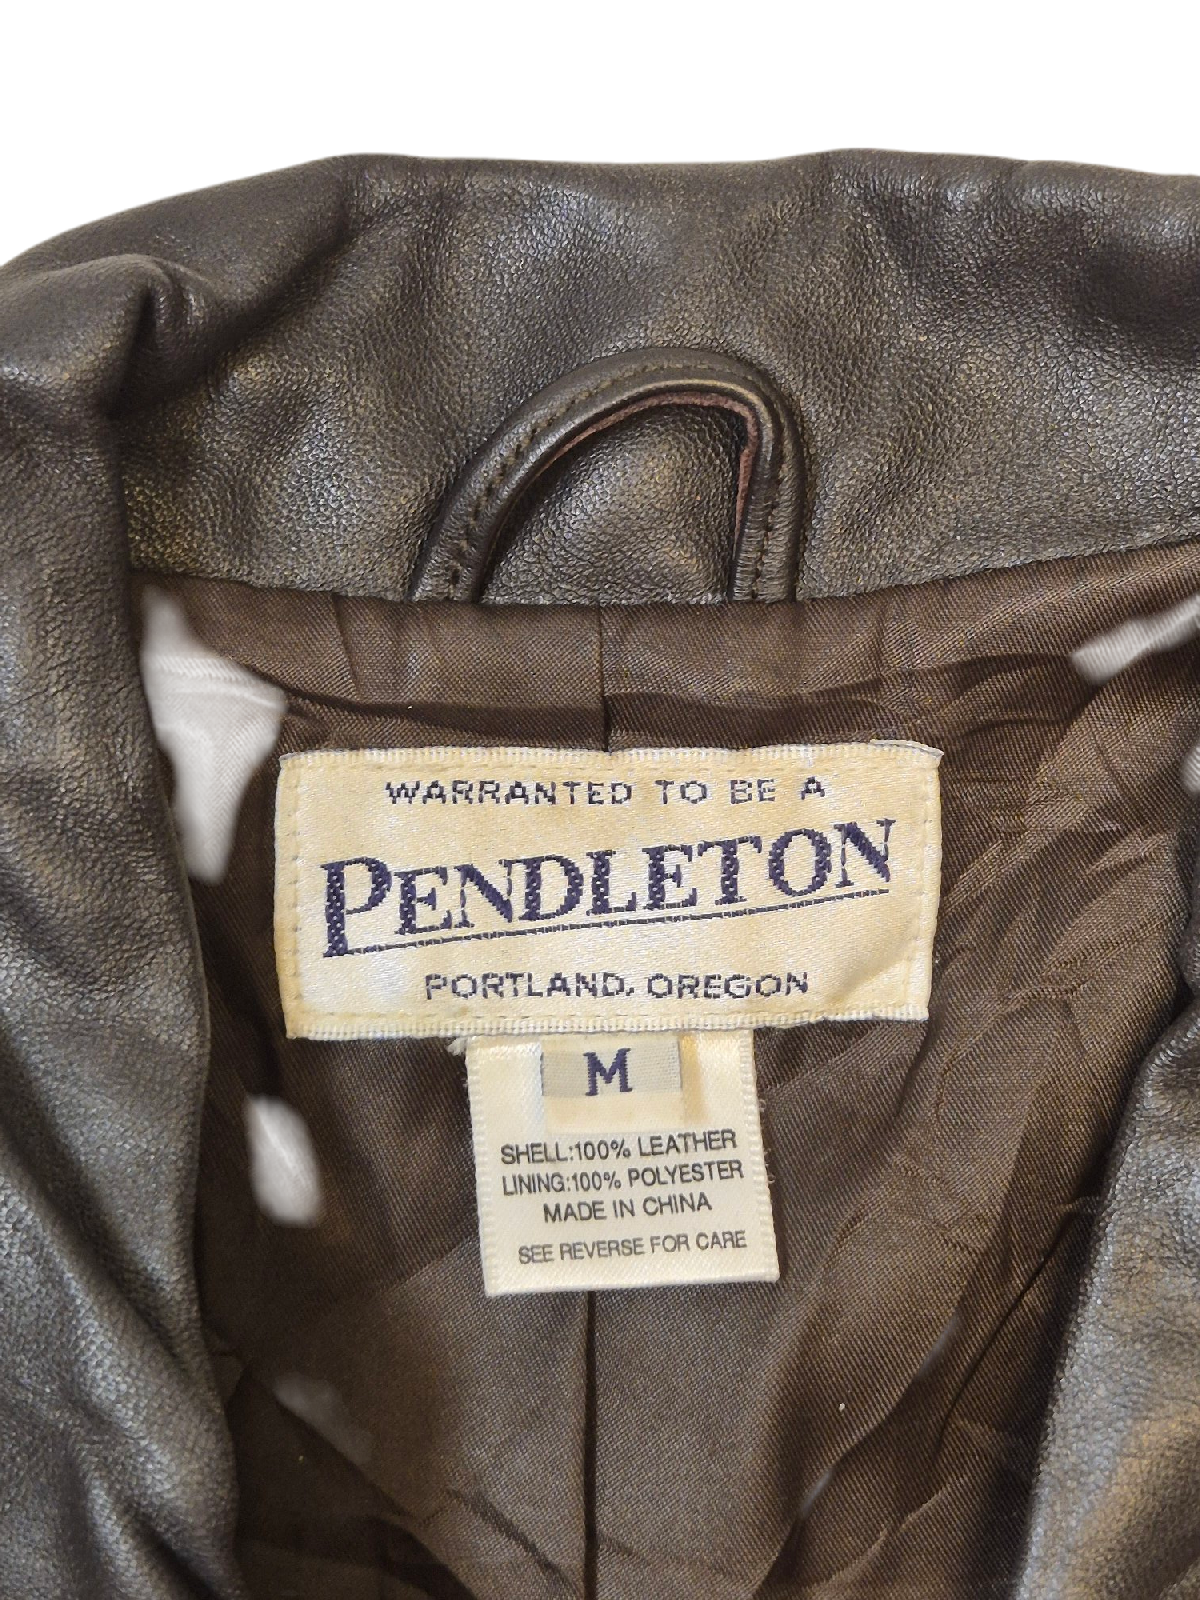 WARRANTED TO BE A
PENDLETON
PORTLAND, OREGON
M
SHELL:100% LEATHER
LINING:100% POLYESTER
MADE IN CHINA
SEE REVERSE FOR CARE